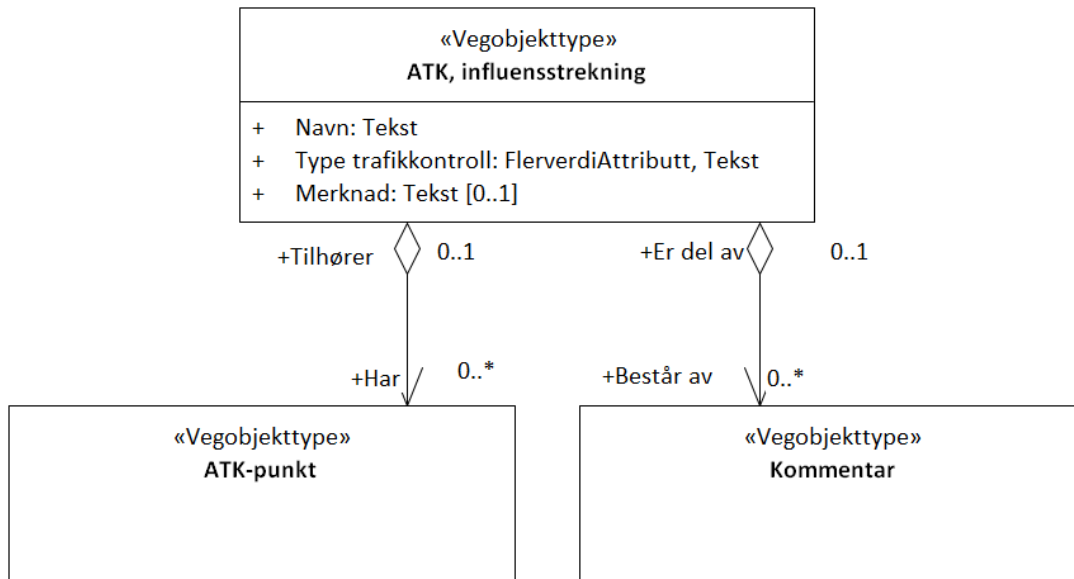 «Vegobjekttype»
ATK, influensstrekning
+ Navn: Tekst
+ Type trafikkontroll: FlerverdiAttributt, Tekst
+ Merknad: Tekst [0..1]
+Tilhører 0..1 +Er del av 0..1
+Har 0..* +Består av 0..*
«Vegobjekttype» «Vegobjekttype»
ATK-punkt Kommentar